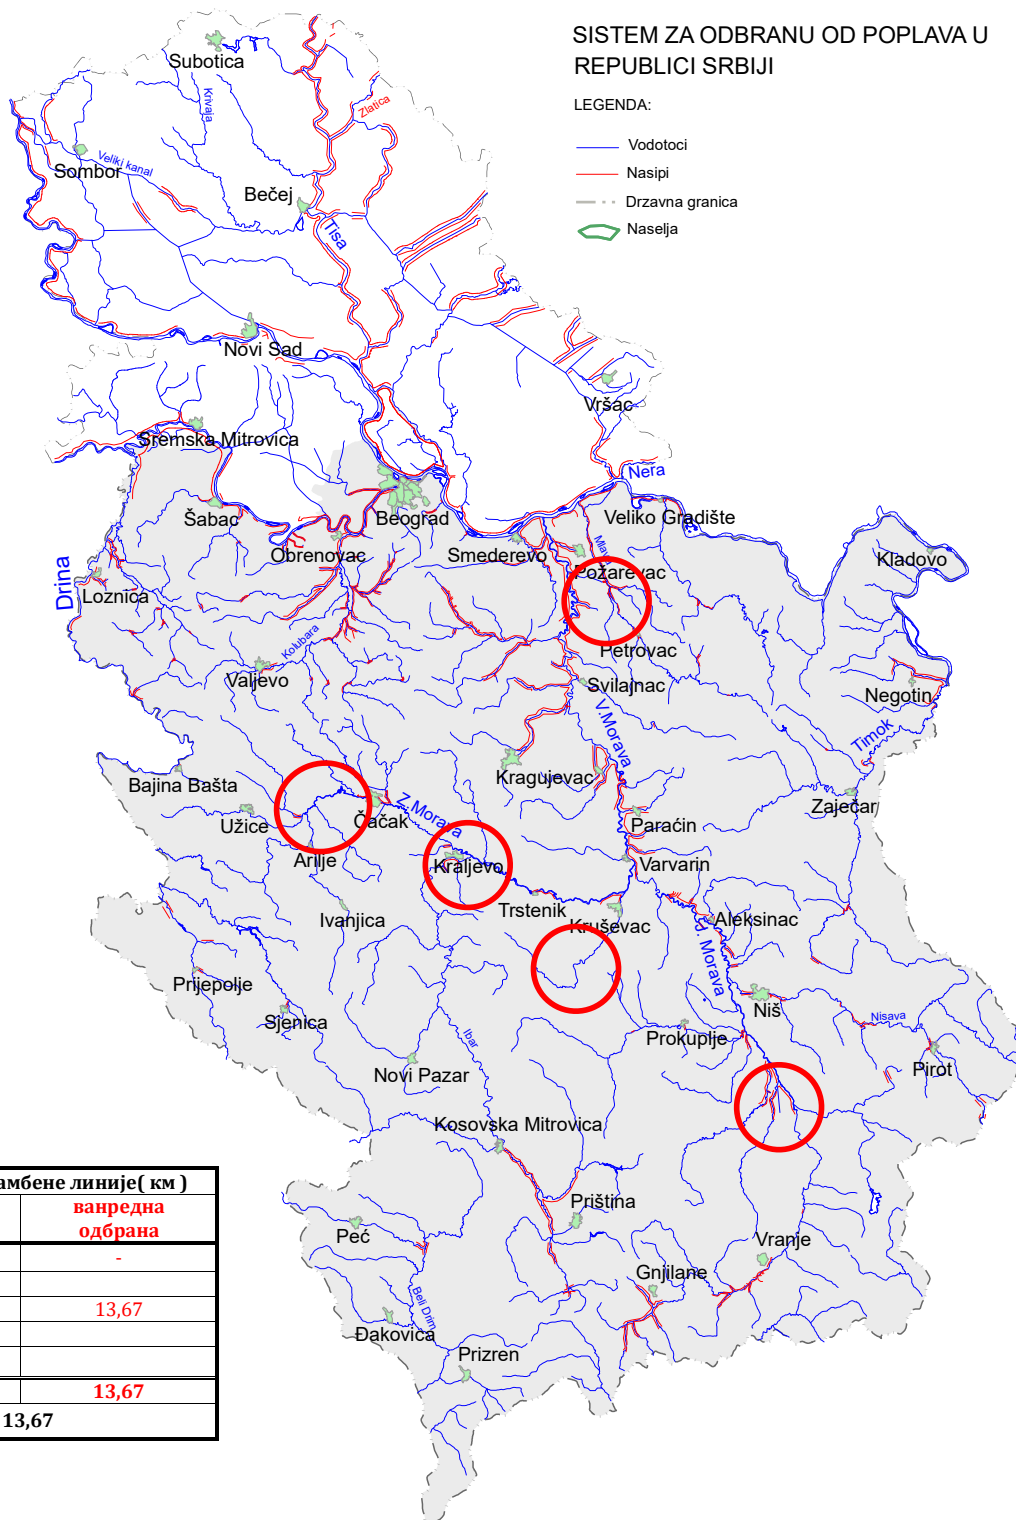 SISTEM ZA ODBRANU OD POPLAVA U
REPUBLICI SRBIJI
LEGENDA:
Vodotoci
Nasipi
Drzavna granica
Naselja
Subotica
Krivaja
Zlatica
Sombor
Veliki kanal
Bečej
Tisa
Novi Sad
Vršac
Sremska Mitrovica
Nera
Šabac
Beograd
Veliko Gradište
Obrenovac
Smederevo
Kladovo
Drina
Loznica
Požarevac
Kolubara
Petrovac
Valjevo
Svilajnac
Negotin
V.Morava
Timok
Bajina Bašta
Kragujevac
Zaječar
Užice
Čačak
Z.Morava
Paraćin
Arilje
Kraljevo
Varvarin
Ivanjica
Trstenik
Kruševac
Aleksinac
J. Morava
Prijepolje
Sjenica
Niš
Nisava
Ibar
Prokuplje
Pirot
Novi Pazar
Kosovska Mitrovica
Priština
Peć
Vranje
Gnjilane
Beli Drim
Đakovica
Prizren
амбене линије( км )
ванредна
одбрана
-
13,67
13,67
13,67